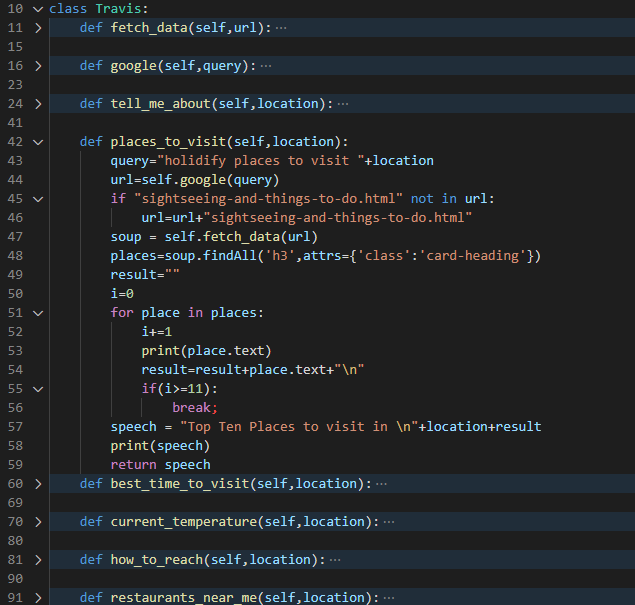 10 class Travis:
11 def fetch_data(self,url): ···
15
16 def google(self,query): ···
23
24 def tell_me_about(self,location): ···
41
42 def places_to_visit(self,location):
43 query="holidify places to visit "+location
44 url=self.google(query)
45 if "sightseeing-and-things-to-do.html" not in url:
46 url=url+"sightseeing-and-things-to-do.html"
47 soup = self.fetch_data(url)
48 places=soup.findAll('h3',attrs={'class':'card-heading'})
49 result=""
50 i=0
51 for place in places:
52 i+=1
53 print(place.text)
54 result=result+place.text+"\n"
55 if(i>=11):
56 break;
57 speech = "Top Ten Places to visit in \n"+location+result
58 print(speech)
59 return speech
60 def best_time_to_visit(self,location): ···
69
70 def current_temperature(self,location): ···
80
81 def how_to_reach(self,location): ···
90
91 def restaurants_near_me(self,location): ···